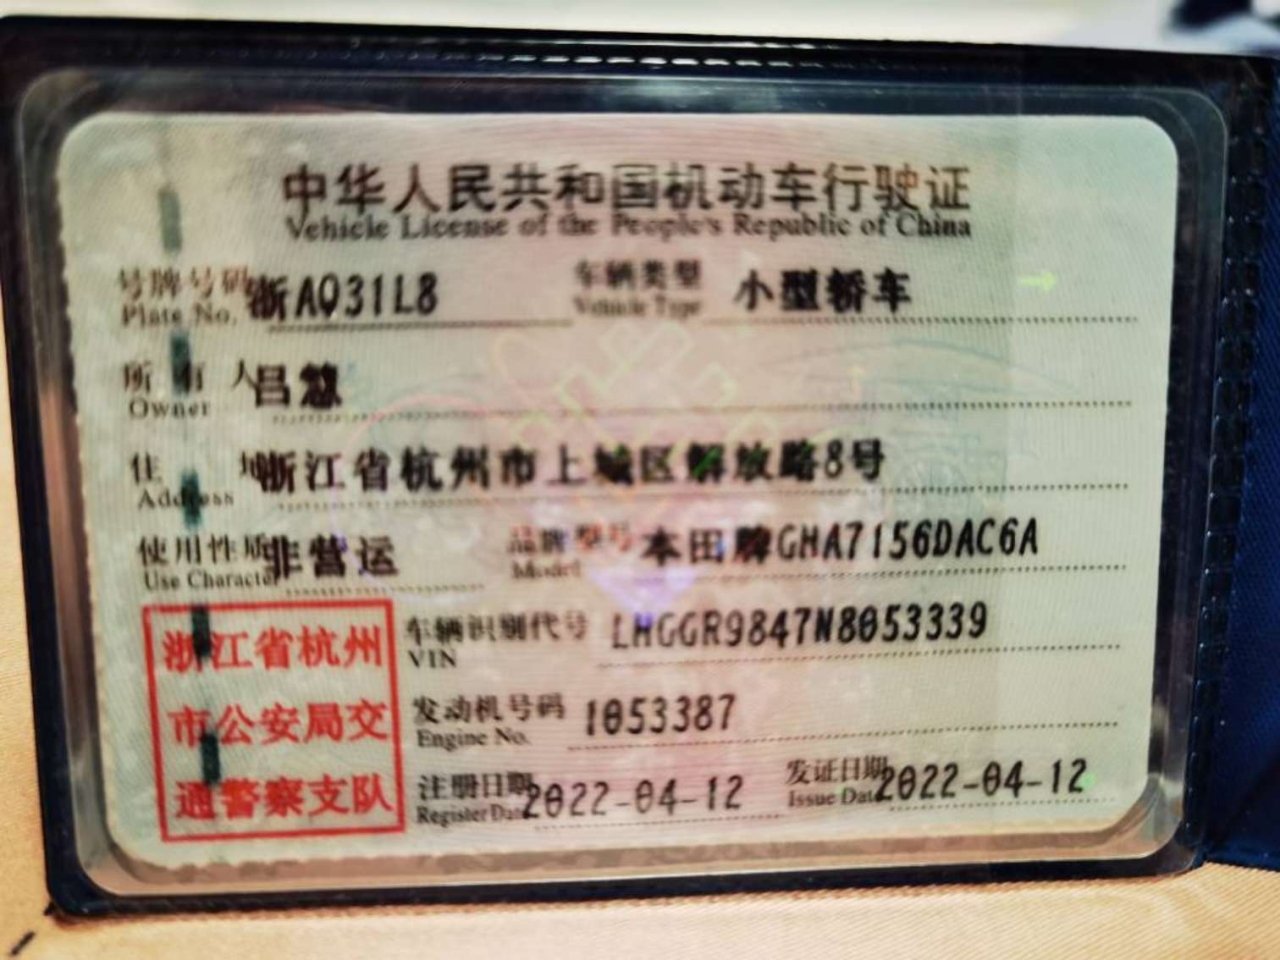 中华人民共和国机动车行驶证
Vehicle License of the People's Republic of China
号牌号码 浙AQ31L8 车辆类型 小型轿车
Plate No. Vehicle Type
所有人 吕慧
Owner
住址 浙江省杭州市上城区解放路8号
Address
使用性质 非营运 品牌型号 本田牌GHA7156DAC6A
Use Character Model
浙江省杭州
市公安局交
通警察支队
车辆识别代号 LHGGR9847N8053339
VIN
发动机号码 1053387
Engine No.
注册日期 2022-04-12 发证日期 2022-04-12
Register Date Issue Date